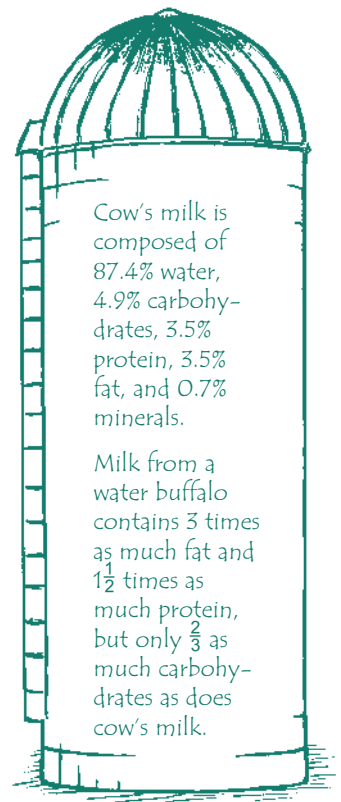 Cow's milk is
composed of
87.4% water,
4.9% carbohy-
drates, 3.5%
protein, 3.5%
fat, and 0.7%
minerals.
Milk from a
water buffalo
contains 3 times
as much fat and
1 1/2 times as
much protein,
but only 2/3 as
much carbohy-
drates as does
cow's milk.